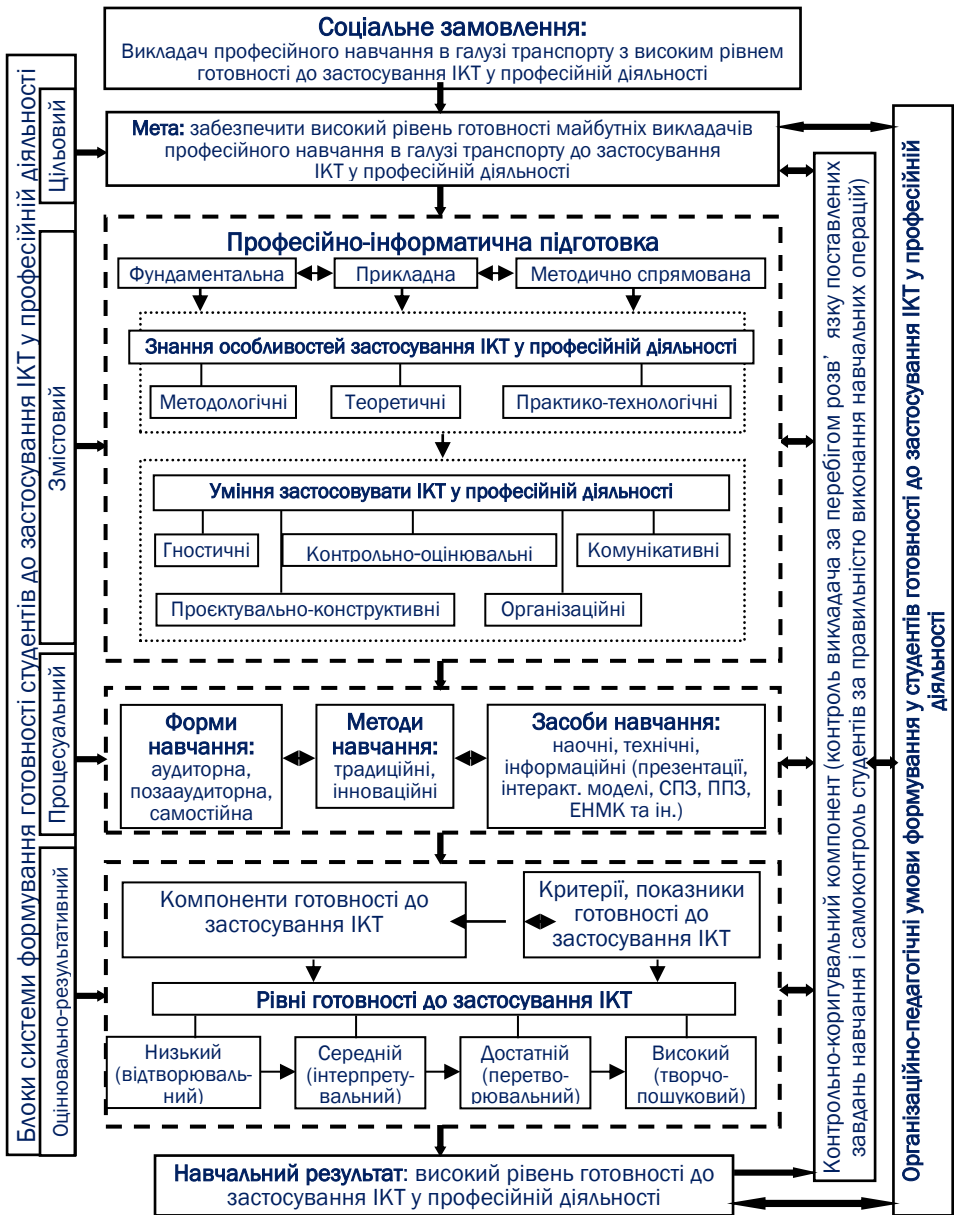 Соціальне замовлення:
Викладач професійного навчання в галузі транспорту з високим рівнем
готовності до застосування ІКТ у професійній діяльності
Блоки системи формування готовності студентів до застосування ІКТ у професійній діяльності
Цільовий
Мета: забезпечити високий рівень готовності майбутніх викладачів
професійного навчання в галузі транспорту до застосування
ІКТ у професійній діяльності
Змістовий
Професійно-інформатична підготовка
Фундаментальна
Прикладна
Методично спрямована
Знання особливостей застосування ІКТ у професійній діяльності
Методологічні
Теоретичні
Практико-технологічні
Уміння застосовувати ІКТ у професійній діяльності
Гностичні
Контрольно-оцінювальні
Комунікативні
Проєктувально-конструктивні
Організаційні
Процесуальний
Форми
навчання:
аудиторна,
позааудиторна,
самостійна
Методи
навчання:
традиційні,
інноваційні
Засоби навчання:
наочні, технічні,
інформаційні (презентації,
інтеракт. моделі, СПЗ, ППЗ,
ЕНМК та ін.)
Оцінювально-результативний
Компоненти готовності до
застосування ІКТ
Критерії, показники
готовності до
застосування ІКТ
Рівні готовності до застосування ІКТ
Низький
(відтворюваль-
ний)
Середній
(інтерпрету-
вальний)
Достатній
(перетво-
рювальний)
Високий
(творчо-
пошуковий)
Навчальний результат: високий рівень готовності до
застосування ІКТ у професійній діяльності
Контрольно-коригувальний компонент (контроль викладача за перебігом розв’ язку поставлених
завдань навчання і самоконтроль студентів за правильністю виконання навчальних операцій)
Організаційно-педагогічні умови формування у студентів готовності до застосування ІКТ у професійній
діяльності